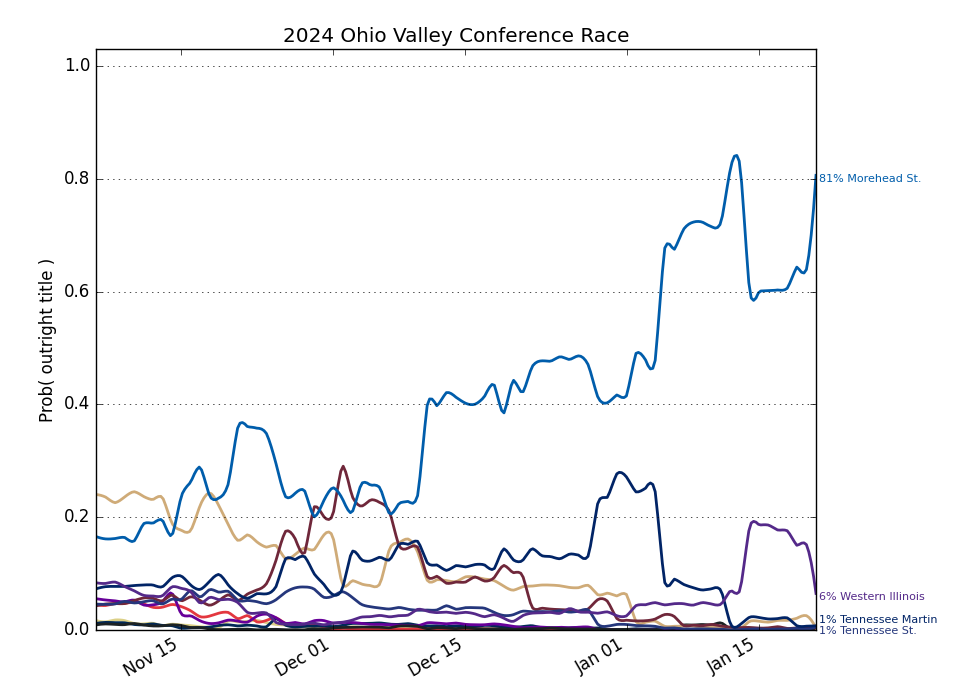 2024 Ohio Valley Conference Race
Prob( outright title )
1.0
0.8
0.6
0.4
0.2
0.0
81% Morehead St.
6% Western Illinois
1% Tennessee Martin
1% Tennessee St.
Nov 15
Dec 01
Dec 15
Jan 01
Jan 15